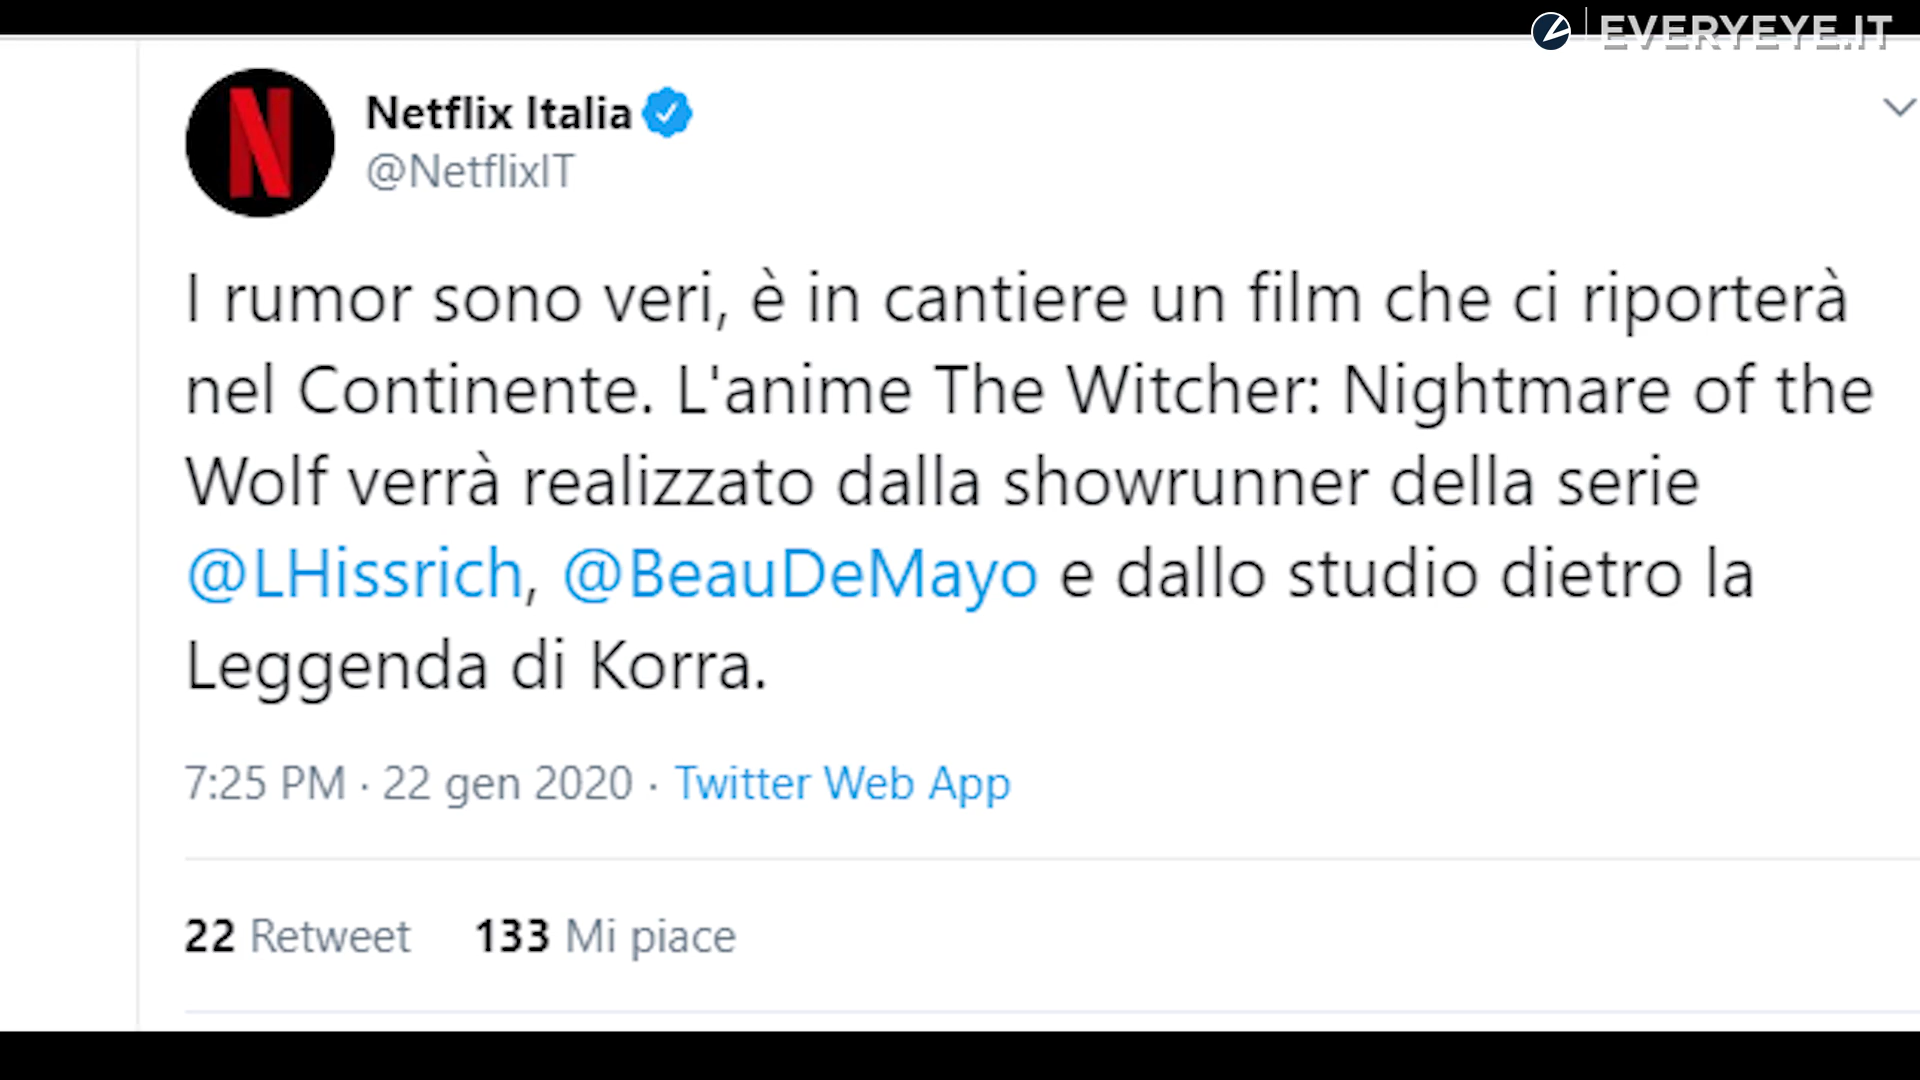 EVERYEYE.IT
Netflix Italia
@NetflixIT
I rumor sono veri, è in cantiere un film che ci riporterà
nel Continente. L'anime The Witcher: Nightmare of the
Wolf verrà realizzato dalla showrunner della serie
@LHissrich, @BeauDeMayo e dallo studio dietro la
Leggenda di Korra.
7:25 PM · 22 gen 2020 · Twitter Web App
22 Retweet 133 Mi piace